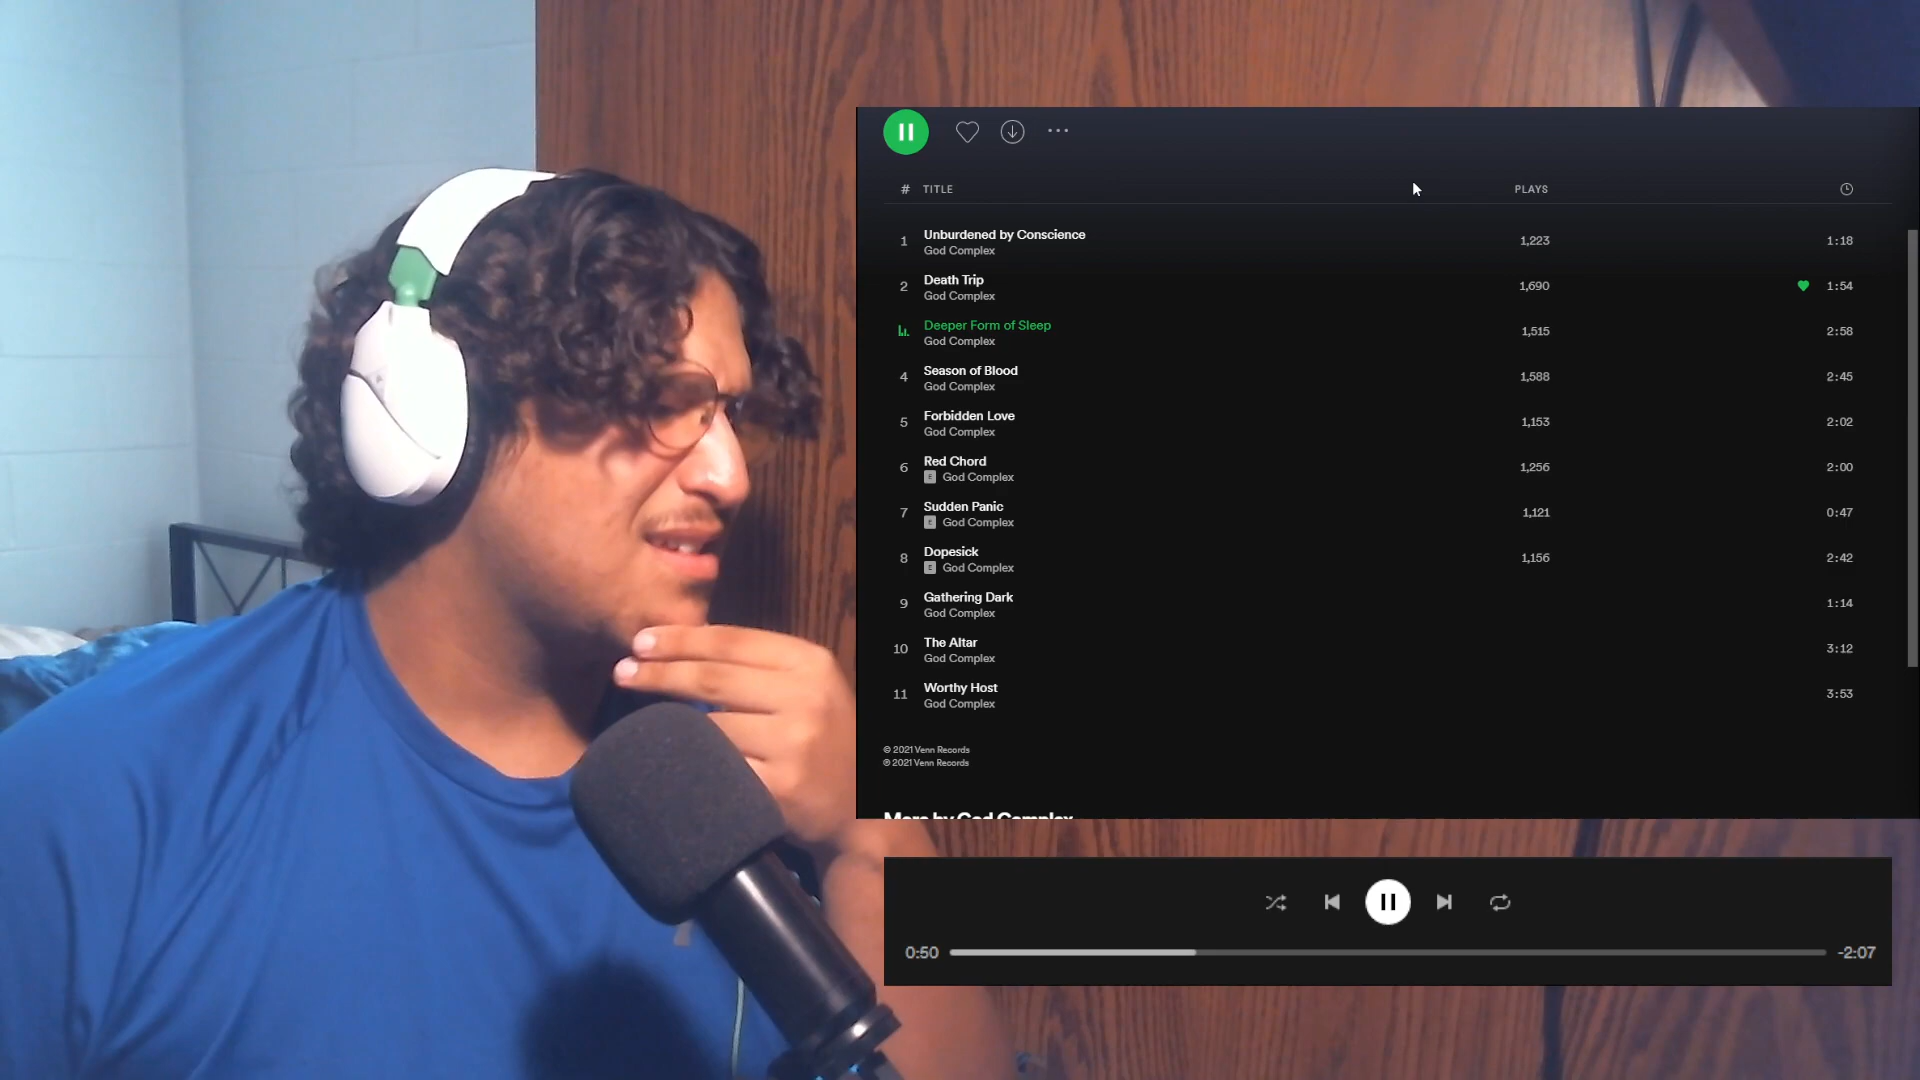 # TITLE PLAYS
1 Unburdened by Conscience 1,223 1:18
God Complex
2 Death Trip 1,690 1:54
God Complex
Deeper Form of Sleep 1,515 2:58
God Complex
4 Season of Blood 1,588 2:45
God Complex
5 Forbidden Love 1,153 2:02
God Complex
6 Red Chord 1,256 2:00
E God Complex
7 Sudden Panic 1,121 0:47
E God Complex
8 Dopesick 1,156 2:42
E God Complex
9 Gathering Dark 1:14
God Complex
10 The Altar 3:12
God Complex
11 Worthy Host 3:53
God Complex
© 2021 Venn Records
℗ 2021 Venn Records
More by God Complex
0:50 -2:07